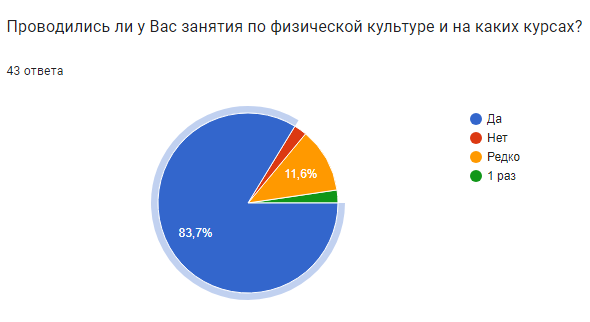 Проводились ли у Вас занятия по физической культуре и на каких курсах?
43 ответа
Да
Нет
Редко
1 раз
11,6%
83,7%